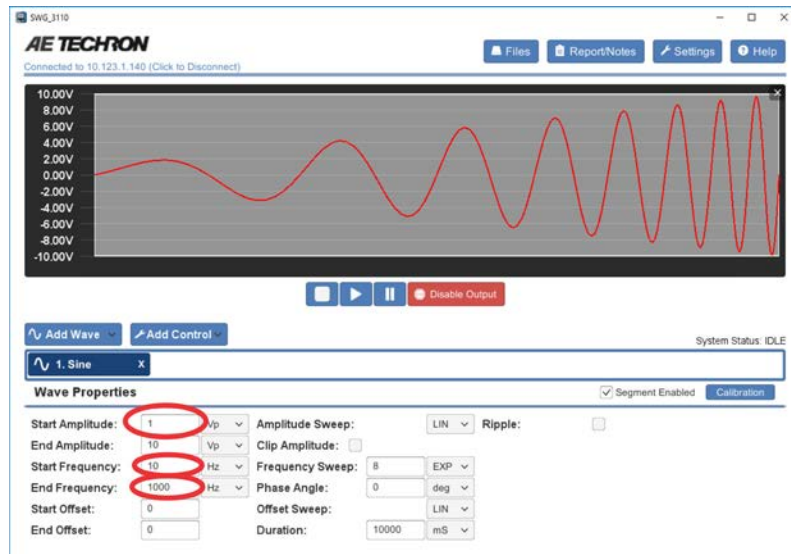 SWG_3110
AE TECHRON
Connected to 10.123.1.140 (Click to Disconnect)
Files
Report/Notes
Settings
Help
10.00V
8.00V
6.00V
4.00V
2.00V
0.00V
-2.00V
-4.00V
-6.00V
-8.00V
-10.00V
Disable Output
Add Wave
Add Control
System Status: IDLE
1. Sine X
Wave Properties
Segment Enabled
Calibration
Start Amplitude: 1 Vp Amplitude Sweep: LIN Ripple:
End Amplitude: 10 Vp Clip Amplitude:
Start Frequency: 10 Hz Frequency Sweep: 8 EXP
End Frequency: 1000 Hz Phase Angle: 0 deg
Start Offset: 0 Offset Sweep: LIN
End Offset: 0 Duration: 10000 mS